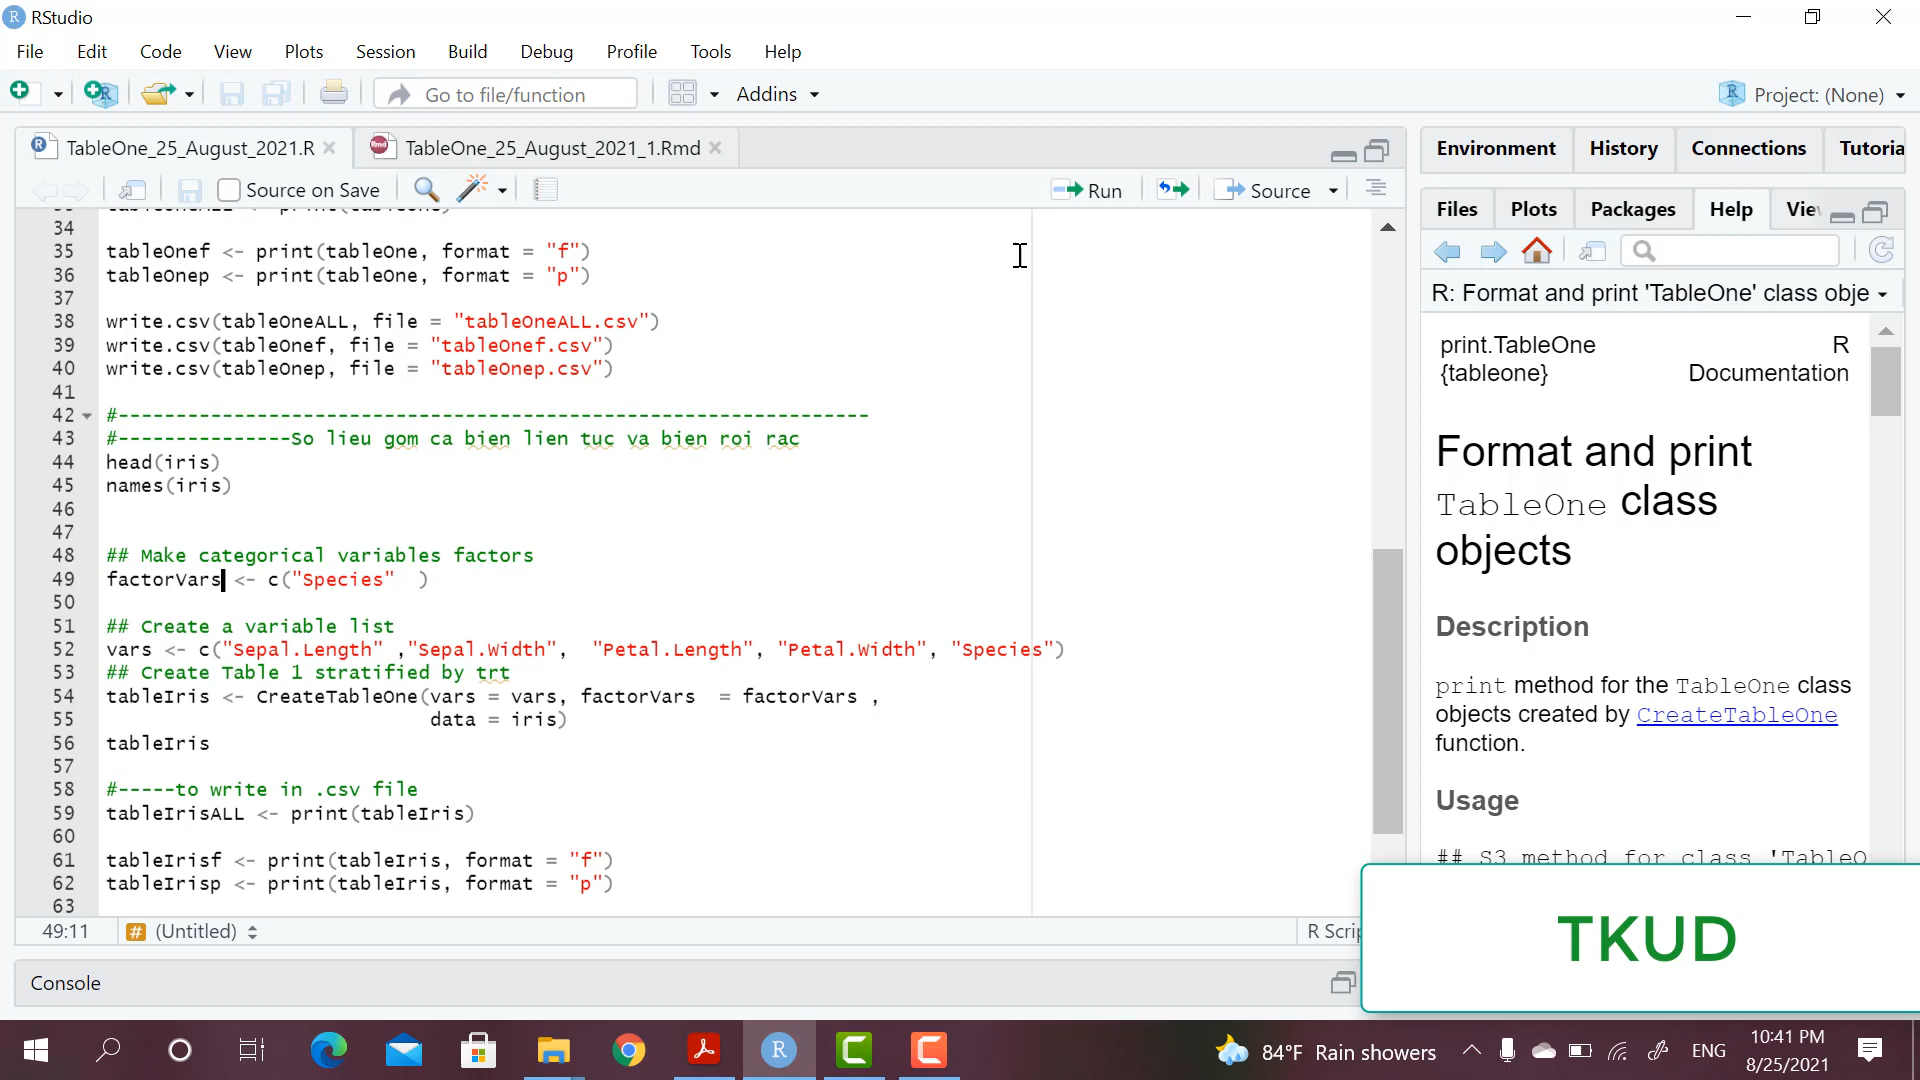 RStudio
File Edit Code View Plots Session Build Debug Profile Tools Help
Go to file/function Addins Project: (None)
TableOne_25_August_2021.R TableOne_25_August_2021_1.Rmd
Source on Save Run Source
34
35 tableOnef <- print(tableOne, format = "f")
36 tableOnep <- print(tableOne, format = "p")
37
38 write.csv(tableOneALL, file = "tableOneALL.csv")
39 write.csv(tableOnef, file = "tableOnef.csv")
40 write.csv(tableOnep, file = "tableOnep.csv")
41
42 #-----------------------------------------------------------------
43 #---------------So lieu gom ca bien lien tuc va bien roi rac
44 head(iris)
45 names(iris)
46
47
48 ## Make categorical variables factors
49 factorVars <- c("Species" )
50
51 ## Create a variable list
52 vars <- c("Sepal.Length" ,"Sepal.Width", "Petal.Length", "Petal.Width", "Species")
53 ## Create Table 1 stratified by trt
54 tableIris <- CreateTableOne(vars = vars, factorVars = factorVars ,
55 data = iris)
56 tableIris
57
58 #-----to write in .csv file
59 tableIrisALL <- print(tableIris)
60
61 tableIrisf <- print(tableIris, format = "f")
62 tableIrisp <- print(tableIris, format = "p")
63
49:11 # (Untitled) R Scrip
Console
Environment History Connections Tutoria
Files Plots Packages Help Vie
R: Format and print 'TableOne' class obje
print.TableOne R
{tableone} Documentation
Format and print
TableOne class
objects
Description
print method for the TableOne class
objects created by CreateTableOne
function.
Usage
## S3 method for class 'TableO
TKUD
84°F Rain showers ENG 10:41 PM
8/25/2021